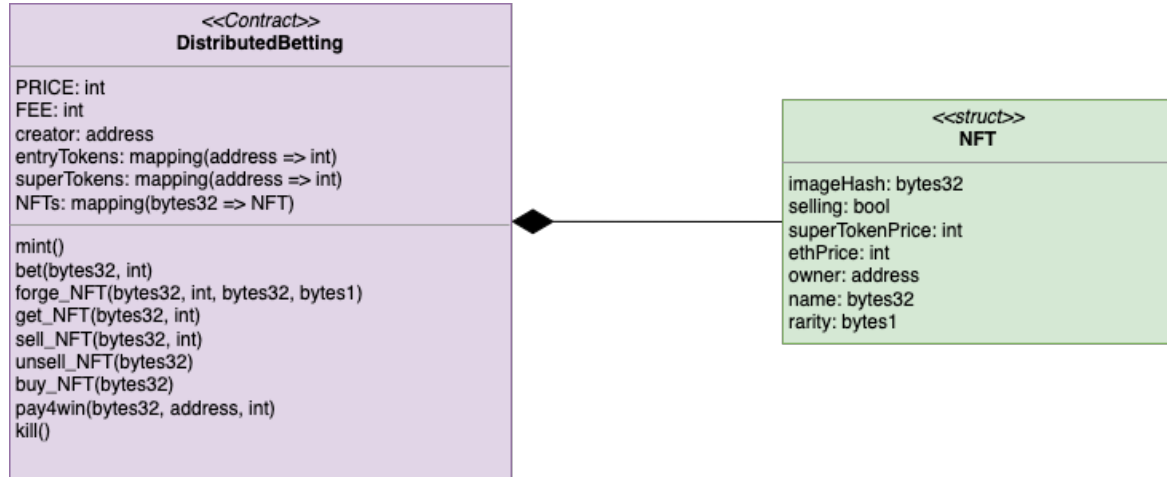 <<Contract>>
DistributedBetting
PRICE: int
FEE: int
creator: address
entryTokens: mapping(address => int)
superTokens: mapping(address => int)
NFTs: mapping(bytes32 => NFT)
mint()
bet(bytes32, int)
forge_NFT(bytes32, int, bytes32, bytes1)
get_NFT(bytes32, int)
sell_NFT(bytes32, int)
unsell_NFT(bytes32)
buy_NFT(bytes32)
pay4win(bytes32, address, int)
kill()
<<struct>>
NFT
imageHash: bytes32
selling: bool
superTokenPrice: int
ethPrice: int
owner: address
name: bytes32
rarity: bytes1